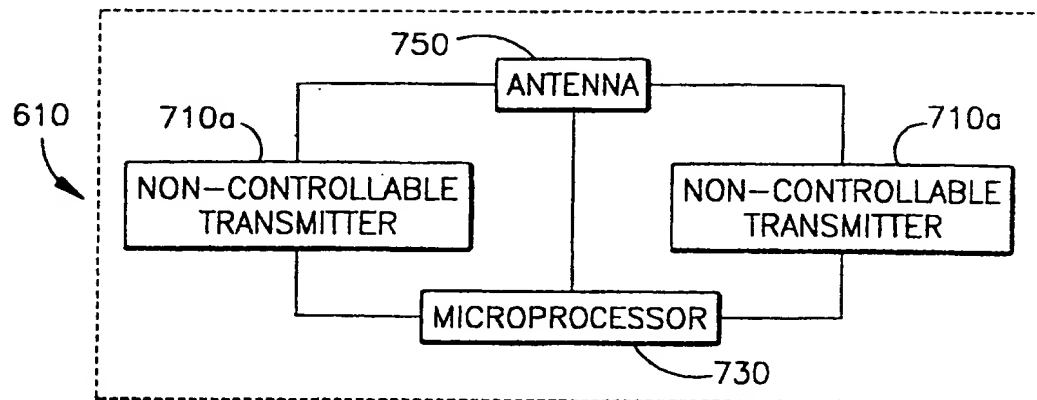 750
ANTENNA
610
710a
710a
NON-CONTROLLABLE
TRANSMITTER
NON-CONTROLLABLE
TRANSMITTER
MICROPROCESSOR
730